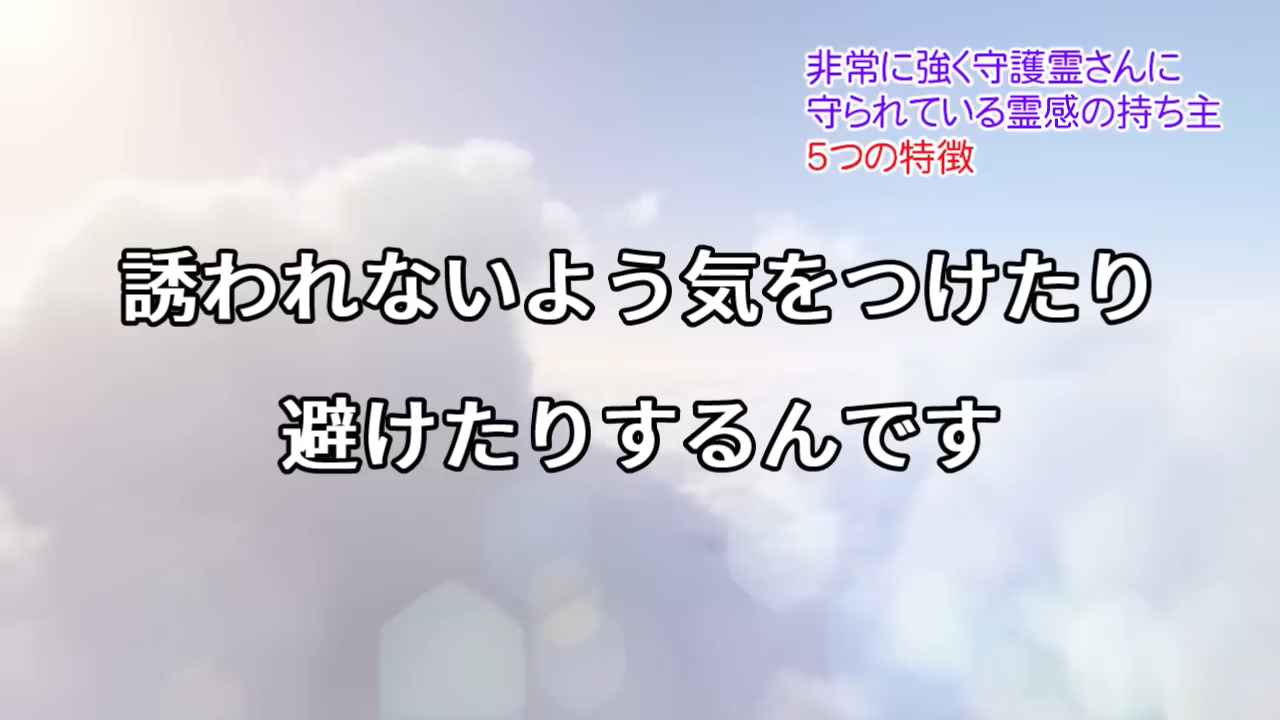 非常に強く守護霊さんに
守られている霊感の持ち主
5つの特徴
誘われないよう気をつけたり
避けたりするんです